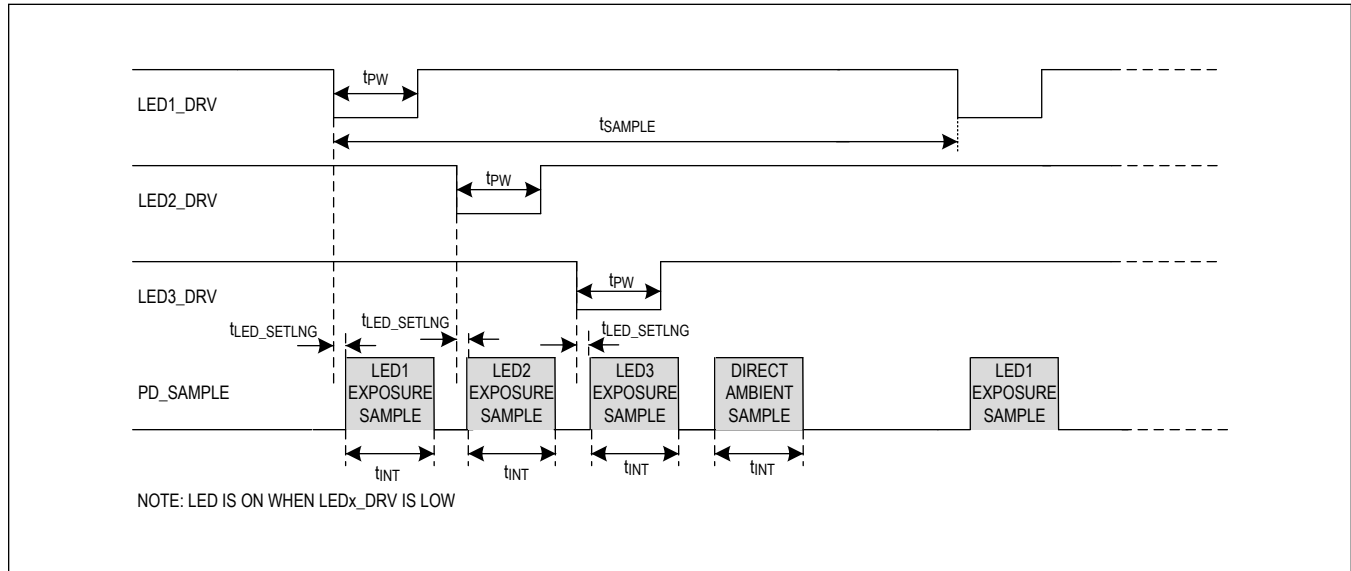 tPW
LED1_DRV
tSAMPLE
tPW
LED2_DRV
tPW
LED3_DRV
tLED_SETLNG
tLED_SETLNG
tLED_SETLNG
PD_SAMPLE
LED1
EXPOSURE
SAMPLE
LED2
EXPOSURE
SAMPLE
LED3
EXPOSURE
SAMPLE
DIRECT
AMBIENT
SAMPLE
LED1
EXPOSURE
SAMPLE
tINT
tINT
tINT
tINT
NOTE: LED IS ON WHEN LEDx_DRV IS LOW